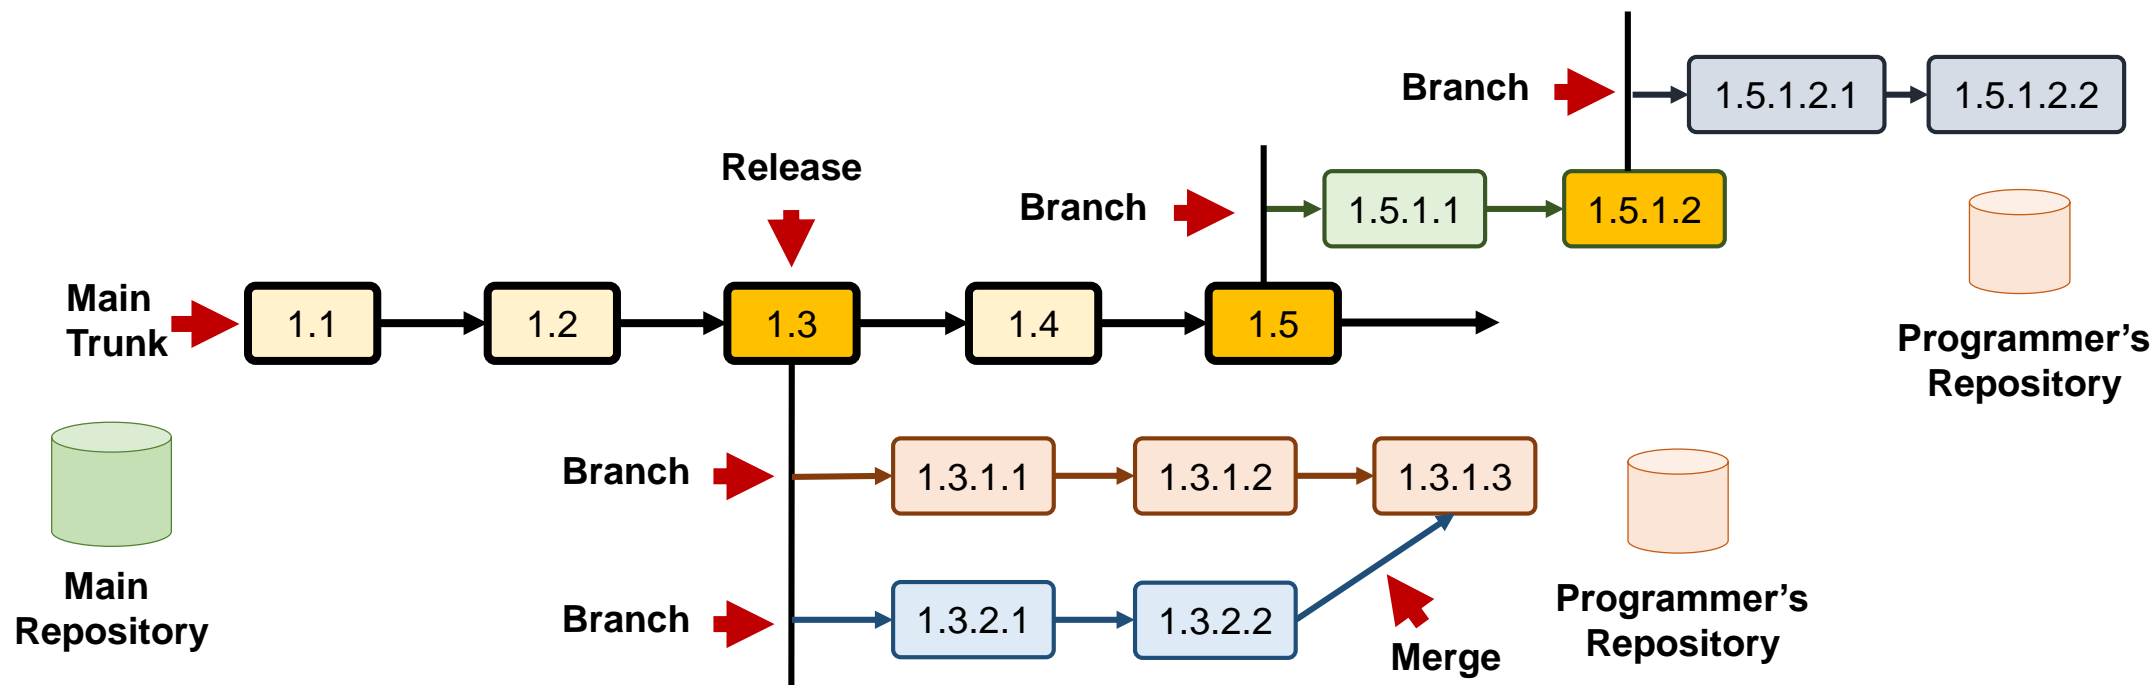 Branch
1.5.1.2.1
1.5.1.2.2
Release
Branch
1.5.1.1
1.5.1.2
Main
Trunk
1.1
1.2
1.3
1.4
1.5
Programmer's
Repository
Branch
1.3.1.1
1.3.1.2
1.3.1.3
Main
Repository
Branch
1.3.2.1
1.3.2.2
Merge
Programmer's
Repository